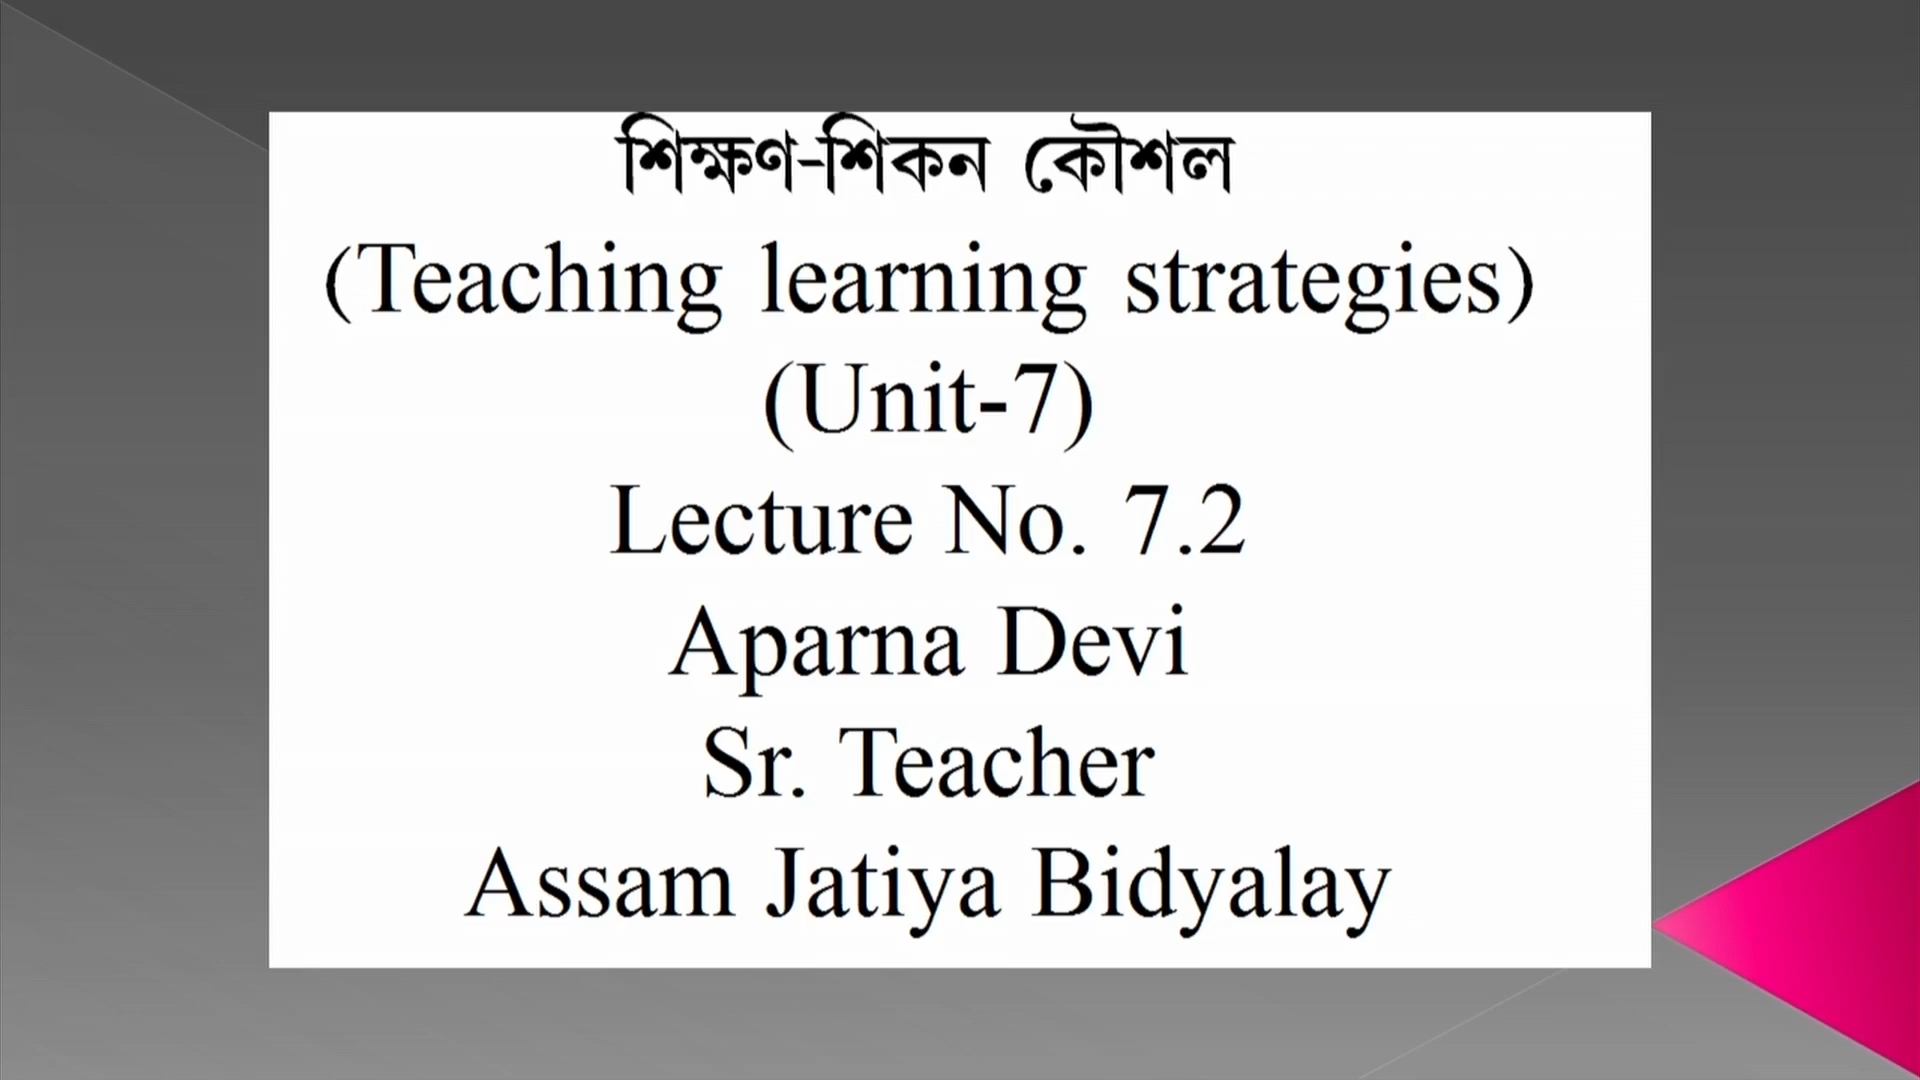 শিক্ষণ-শিকন কৌশল
(Teaching learning strategies)
(Unit-7)
Lecture No. 7.2
Aparna Devi
Sr. Teacher
Assam Jatiya Bidyalay